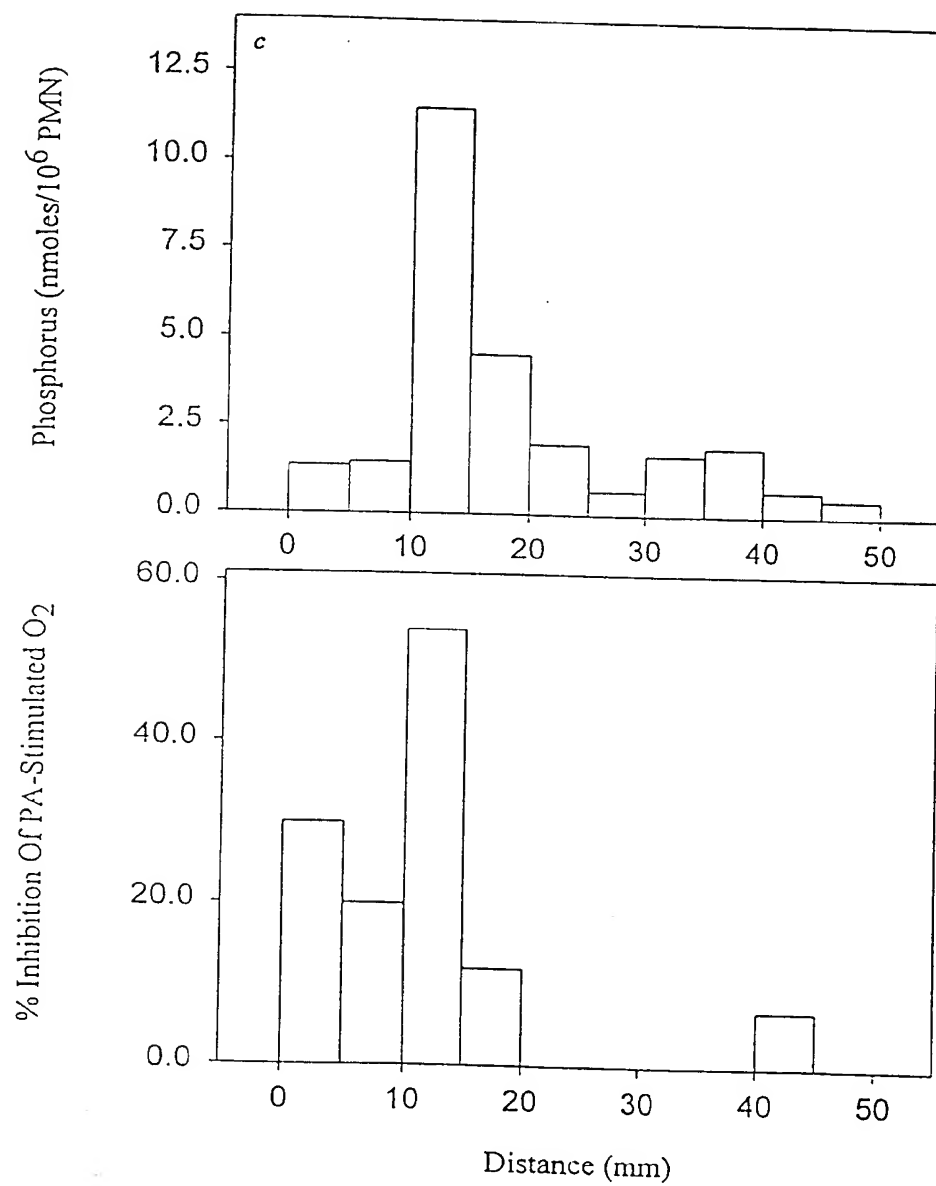 c
Phosphorus (nmoles/10⁶ PMN)
12.5
10.0
7.5
5.0
2.5
0.0
0 10 20 30 40 50
% Inhibition Of PA-Stimulated O₂
60.0
40.0
20.0
0.0
0 10 20 30 40 50
Distance (mm)